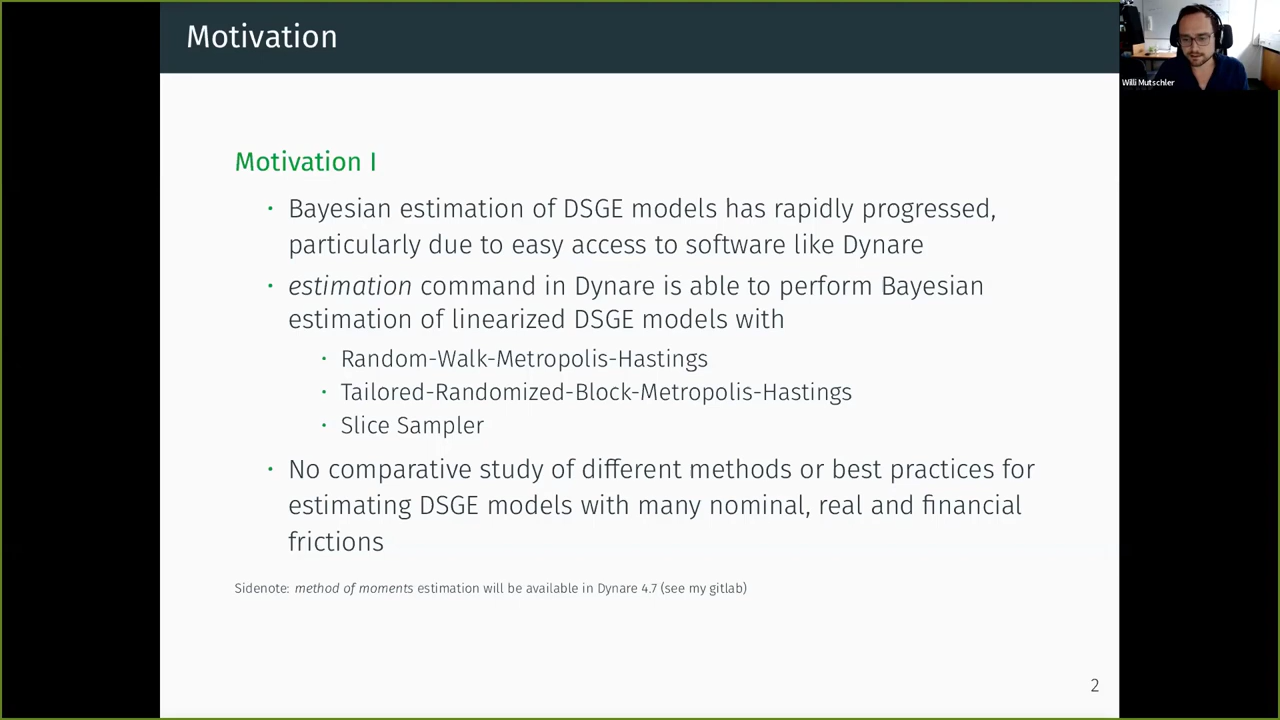 Motivation
Willi Mutschler
Motivation I
• Bayesian estimation of DSGE models has rapidly progressed,
particularly due to easy access to software like Dynare
• estimation command in Dynare is able to perform Bayesian
estimation of linearized DSGE models with
• Random-Walk-Metropolis-Hastings
• Tailored-Randomized-Block-Metropolis-Hastings
• Slice Sampler
• No comparative study of different methods or best practices for
estimating DSGE models with many nominal, real and financial
frictions
Sidenote: method of moments estimation will be available in Dynare 4.7 (see my gitlab)
2